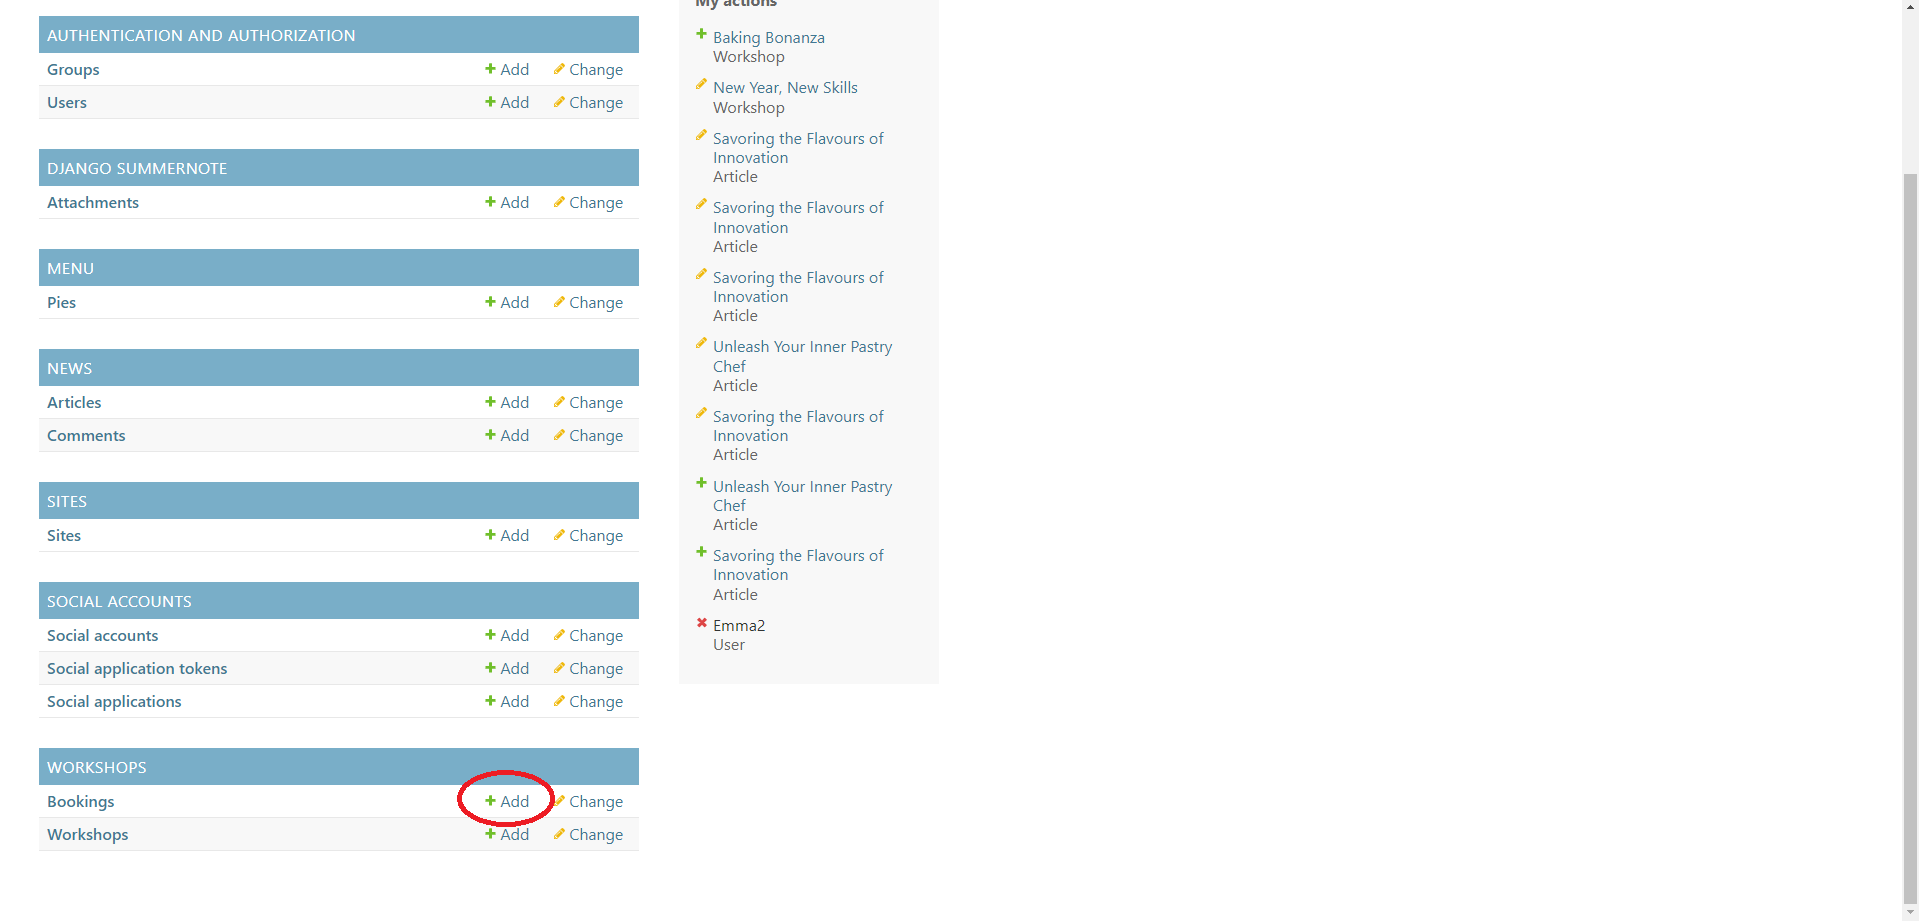 AUTHENTICATION AND AUTHORIZATION
Groups Add Change
Users Add Change
DJANGO SUMMERNOTE
Attachments Add Change
MENU
Pies Add Change
NEWS
Articles Add Change
Comments Add Change
SITES
Sites Add Change
SOCIAL ACCOUNTS
Social accounts Add Change
Social application tokens Add Change
Social applications Add Change
WORKSHOPS
Bookings Add Change
Workshops Add Change
My actions
Baking Bonanza
Workshop
New Year, New Skills
Workshop
Savoring the Flavours of
Innovation
Article
Savoring the Flavours of
Innovation
Article
Savoring the Flavours of
Innovation
Article
Unleash Your Inner Pastry
Chef
Article
Savoring the Flavours of
Innovation
Article
Unleash Your Inner Pastry
Chef
Article
Savoring the Flavours of
Innovation
Article
Emma2
User